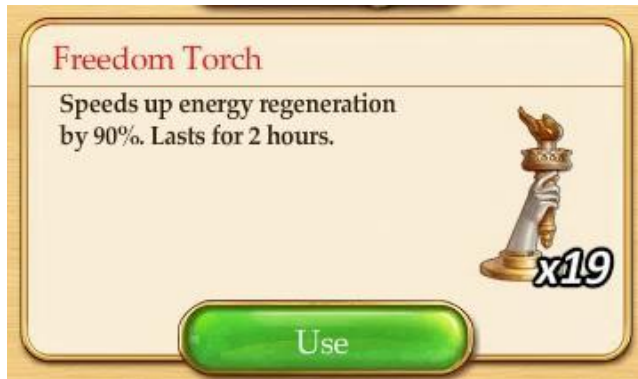 Freedom Torch
Speeds up energy regeneration
by 90%. Lasts for 2 hours.
x19
Use